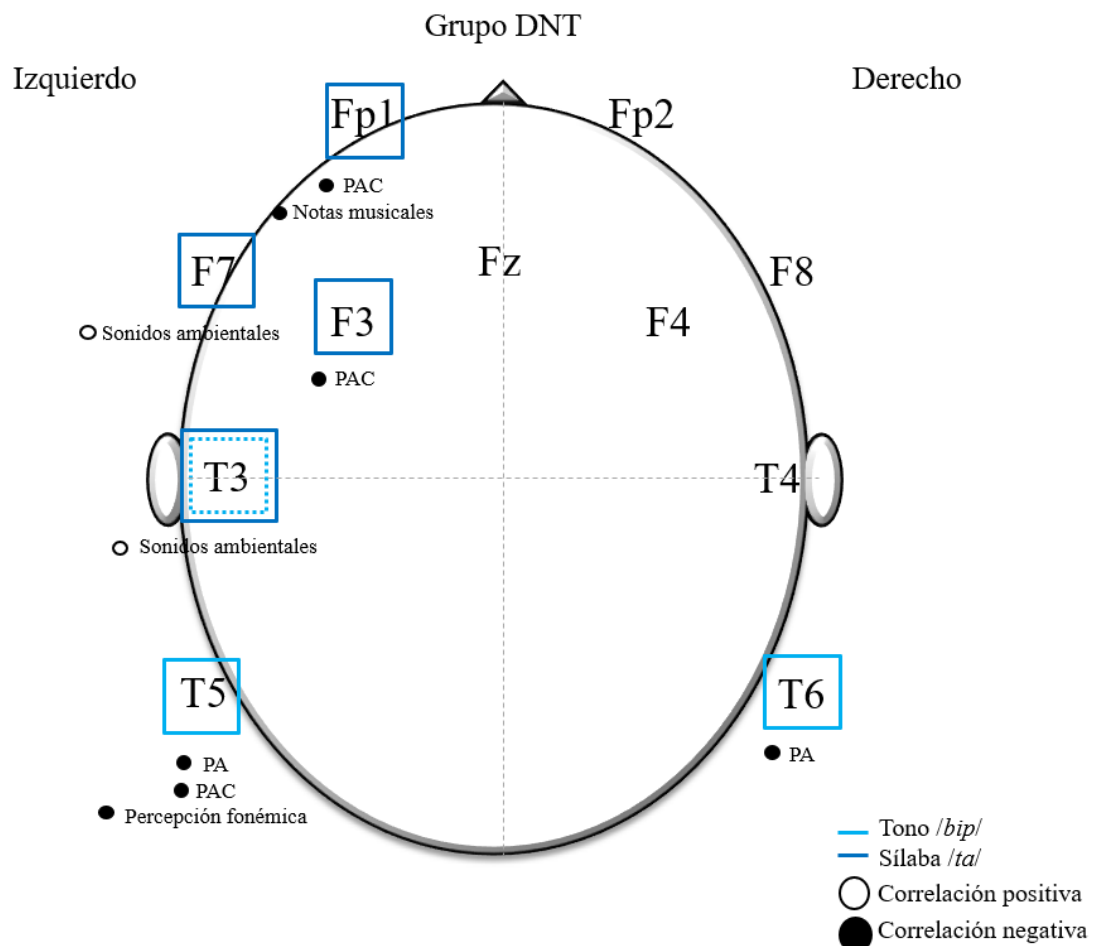 Grupo DNT
Izquierdo
Derecho
Fp1
Fp2
PAC
Notas musicales
F7
Fz
F8
Sonidos ambientales
F3
F4
PAC
T3
T4
Sonidos ambientales
T5
T6
PA
PAC
Percepción fonémica
PA
Tono /bip/
Sílaba /ta/
Correlación positiva
Correlación negativa